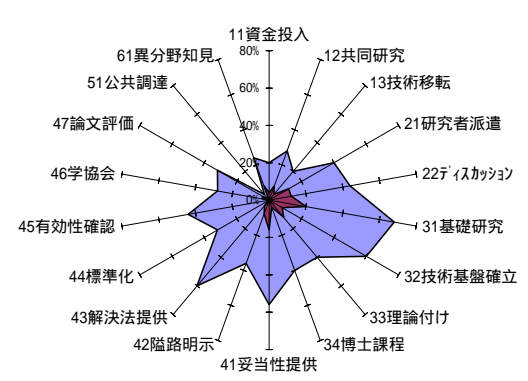 11資金投入
12共同研究
13技術移転
21研究者派遣
22ﾃﾞｨｽｶｯｼｮﾝ
31基礎研究
32技術基盤確立
33理論付け
34博士課程
41妥当性提供
42隘路明示
43解決法提供
44標準化
45有効性確認
46学協会
47論文評価
51公共調達
61異分野知見
80%
60%
40%
20%
0%